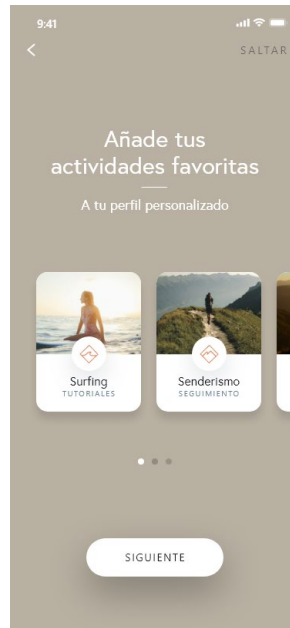 9:41
SALTAR
Añade tus
actividades favoritas
A tu perfil personalizado
Surfing
TUTORIALES
Senderismo
SEGUIMIENTO
SIGUIENTE